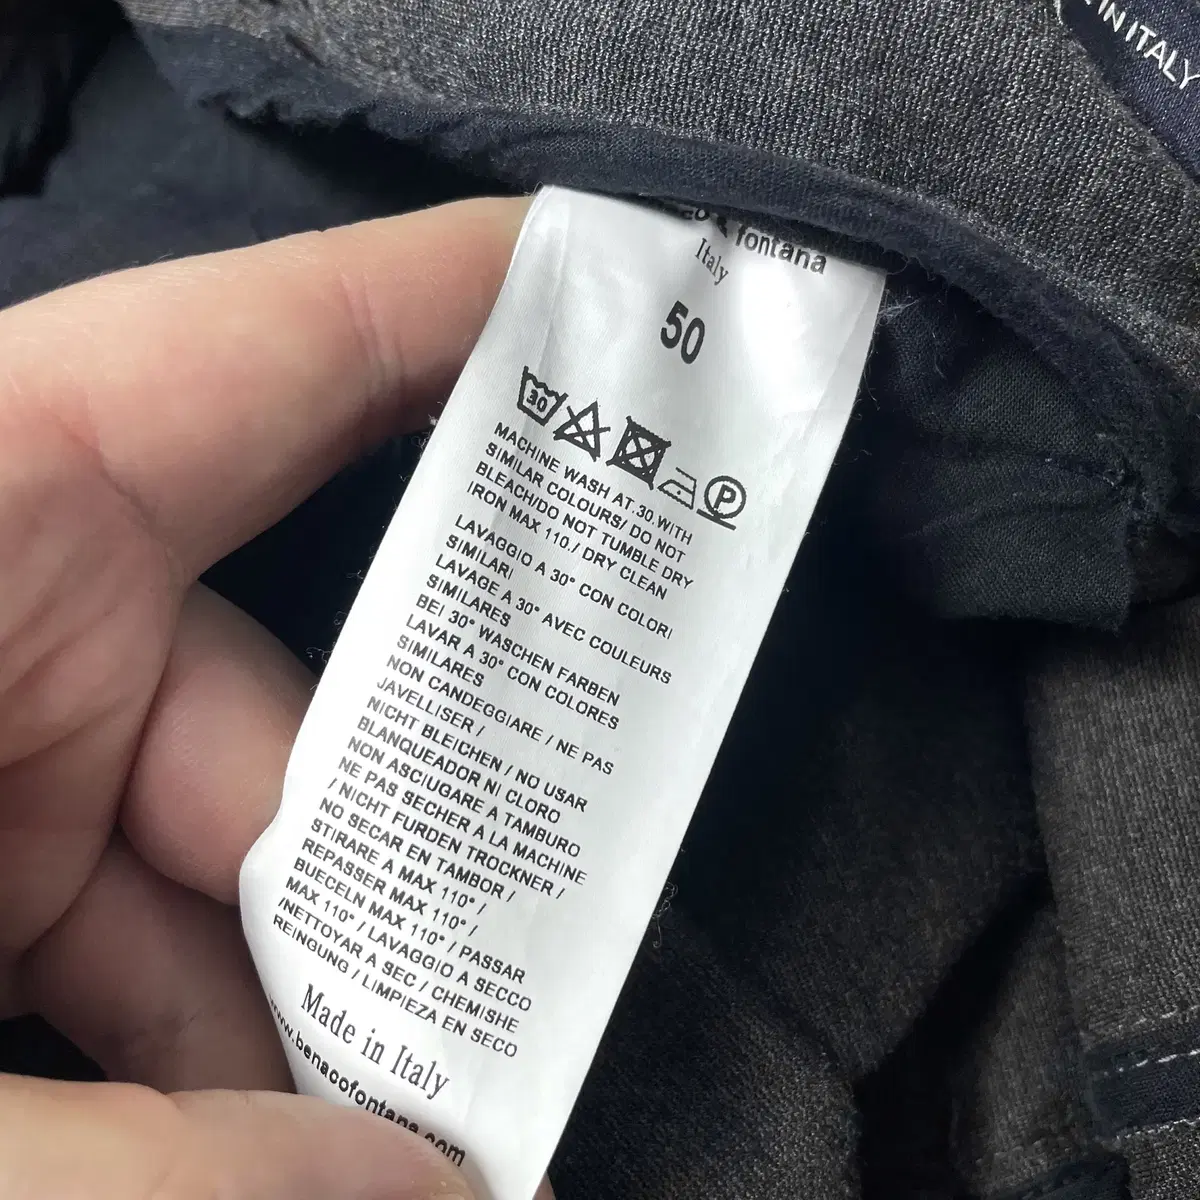 IN ITALY
fontana
Italy
50
30
P
MACHINE WASH AT.30.WITH
SIMILAR COLOURS/ DO NOT
BLEACH/DO NOT TUMBLE DRY
IRON MAX 110./ DRY CLEAN
LAVAGGIO A 30° CON COLORI
SIMILARI
LAVAGE A 30° AVEC COULEURS
SIMILARES
BEI 30° WASCHEN FARBEN
LAVAR A 30° CON COLORES
SIMILARES
NON CANDEGGIARE / NE PAS
JAVELLISER /
NICHT BLEICHEN / NO USAR
BLANQUEADOR NI CLORO
NON ASCIUGARE A TAMBURO
NE PAS SECHER A LA MACHINE
/ NICHT FURDEN TROCKNER /
NO SECAR EN TAMBOR /
STIRARE A MAX 110° /
REPASSER MAX 110° /
BUECELN MAX 110° / PASSAR
MAX 110° / LAVAGGIO A SECCO
/NETTOYAR A SEC / CHEMISHE
REINGUNG / LIMPIEZA EN SECO
Made in Italy
www.benacofontana.com